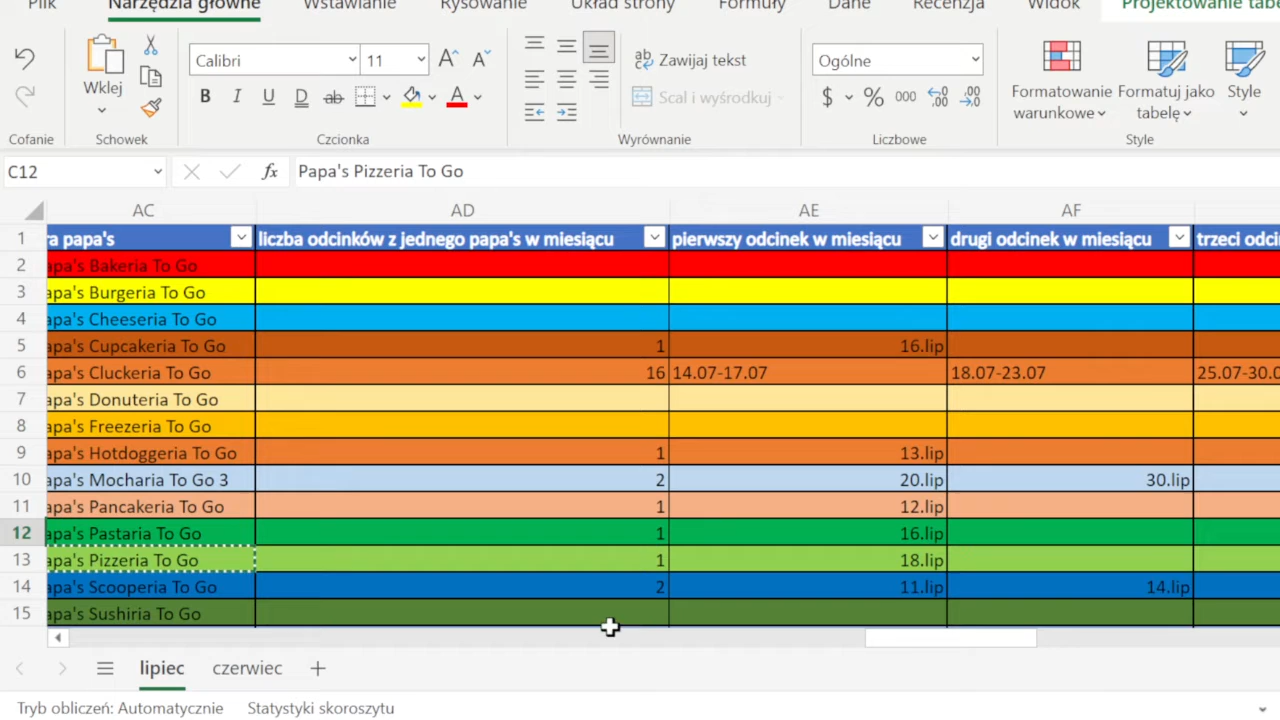 Plik Narzędzia główne Wstawianie Rysowanie Układ strony Formuły Dane Recenzja Widok Projektowanie tabe
Wklej
Calibri 11
B I U D ab
Zawijaj tekst
Scal i wyśrodkuj
Ogólne
$ % 000
Formatowanie warunkowe
Formatuj jako tabelę
Style
Cofanie Schowek Czcionka Wyrównanie Liczbowe Style
C12 fx Papa's Pizzeria To Go
AC AD AE AF
1 ra papa's liczba odcinków z jednego papa's w miesiącu pierwszy odcinek w miesiącu drugi odcinek w miesiącu trzeci odci
2 apa's Bakeria To Go
3 apa's Burgeria To Go
4 apa's Cheeseria To Go
5 apa's Cupcakeria To Go 1 16.lip
6 apa's Cluckeria To Go 16 14.07-17.07 18.07-23.07 25.07-30.0
7 apa's Donuteria To Go
8 apa's Freezeria To Go
9 apa's Hotdoggeria To Go 1 13.lip
10 apa's Mocharia To Go 3 2 20.lip 30.lip
11 apa's Pancakeria To Go 1 12.lip
12 apa's Pastaria To Go 1 16.lip
13 apa's Pizzeria To Go 1 18.lip
14 apa's Scooperia To Go 2 11.lip 14.lip
15 apa's Sushiria To Go
lipiec czerwiec
Tryb obliczeń: Automatycznie Statystyki skoroszytu